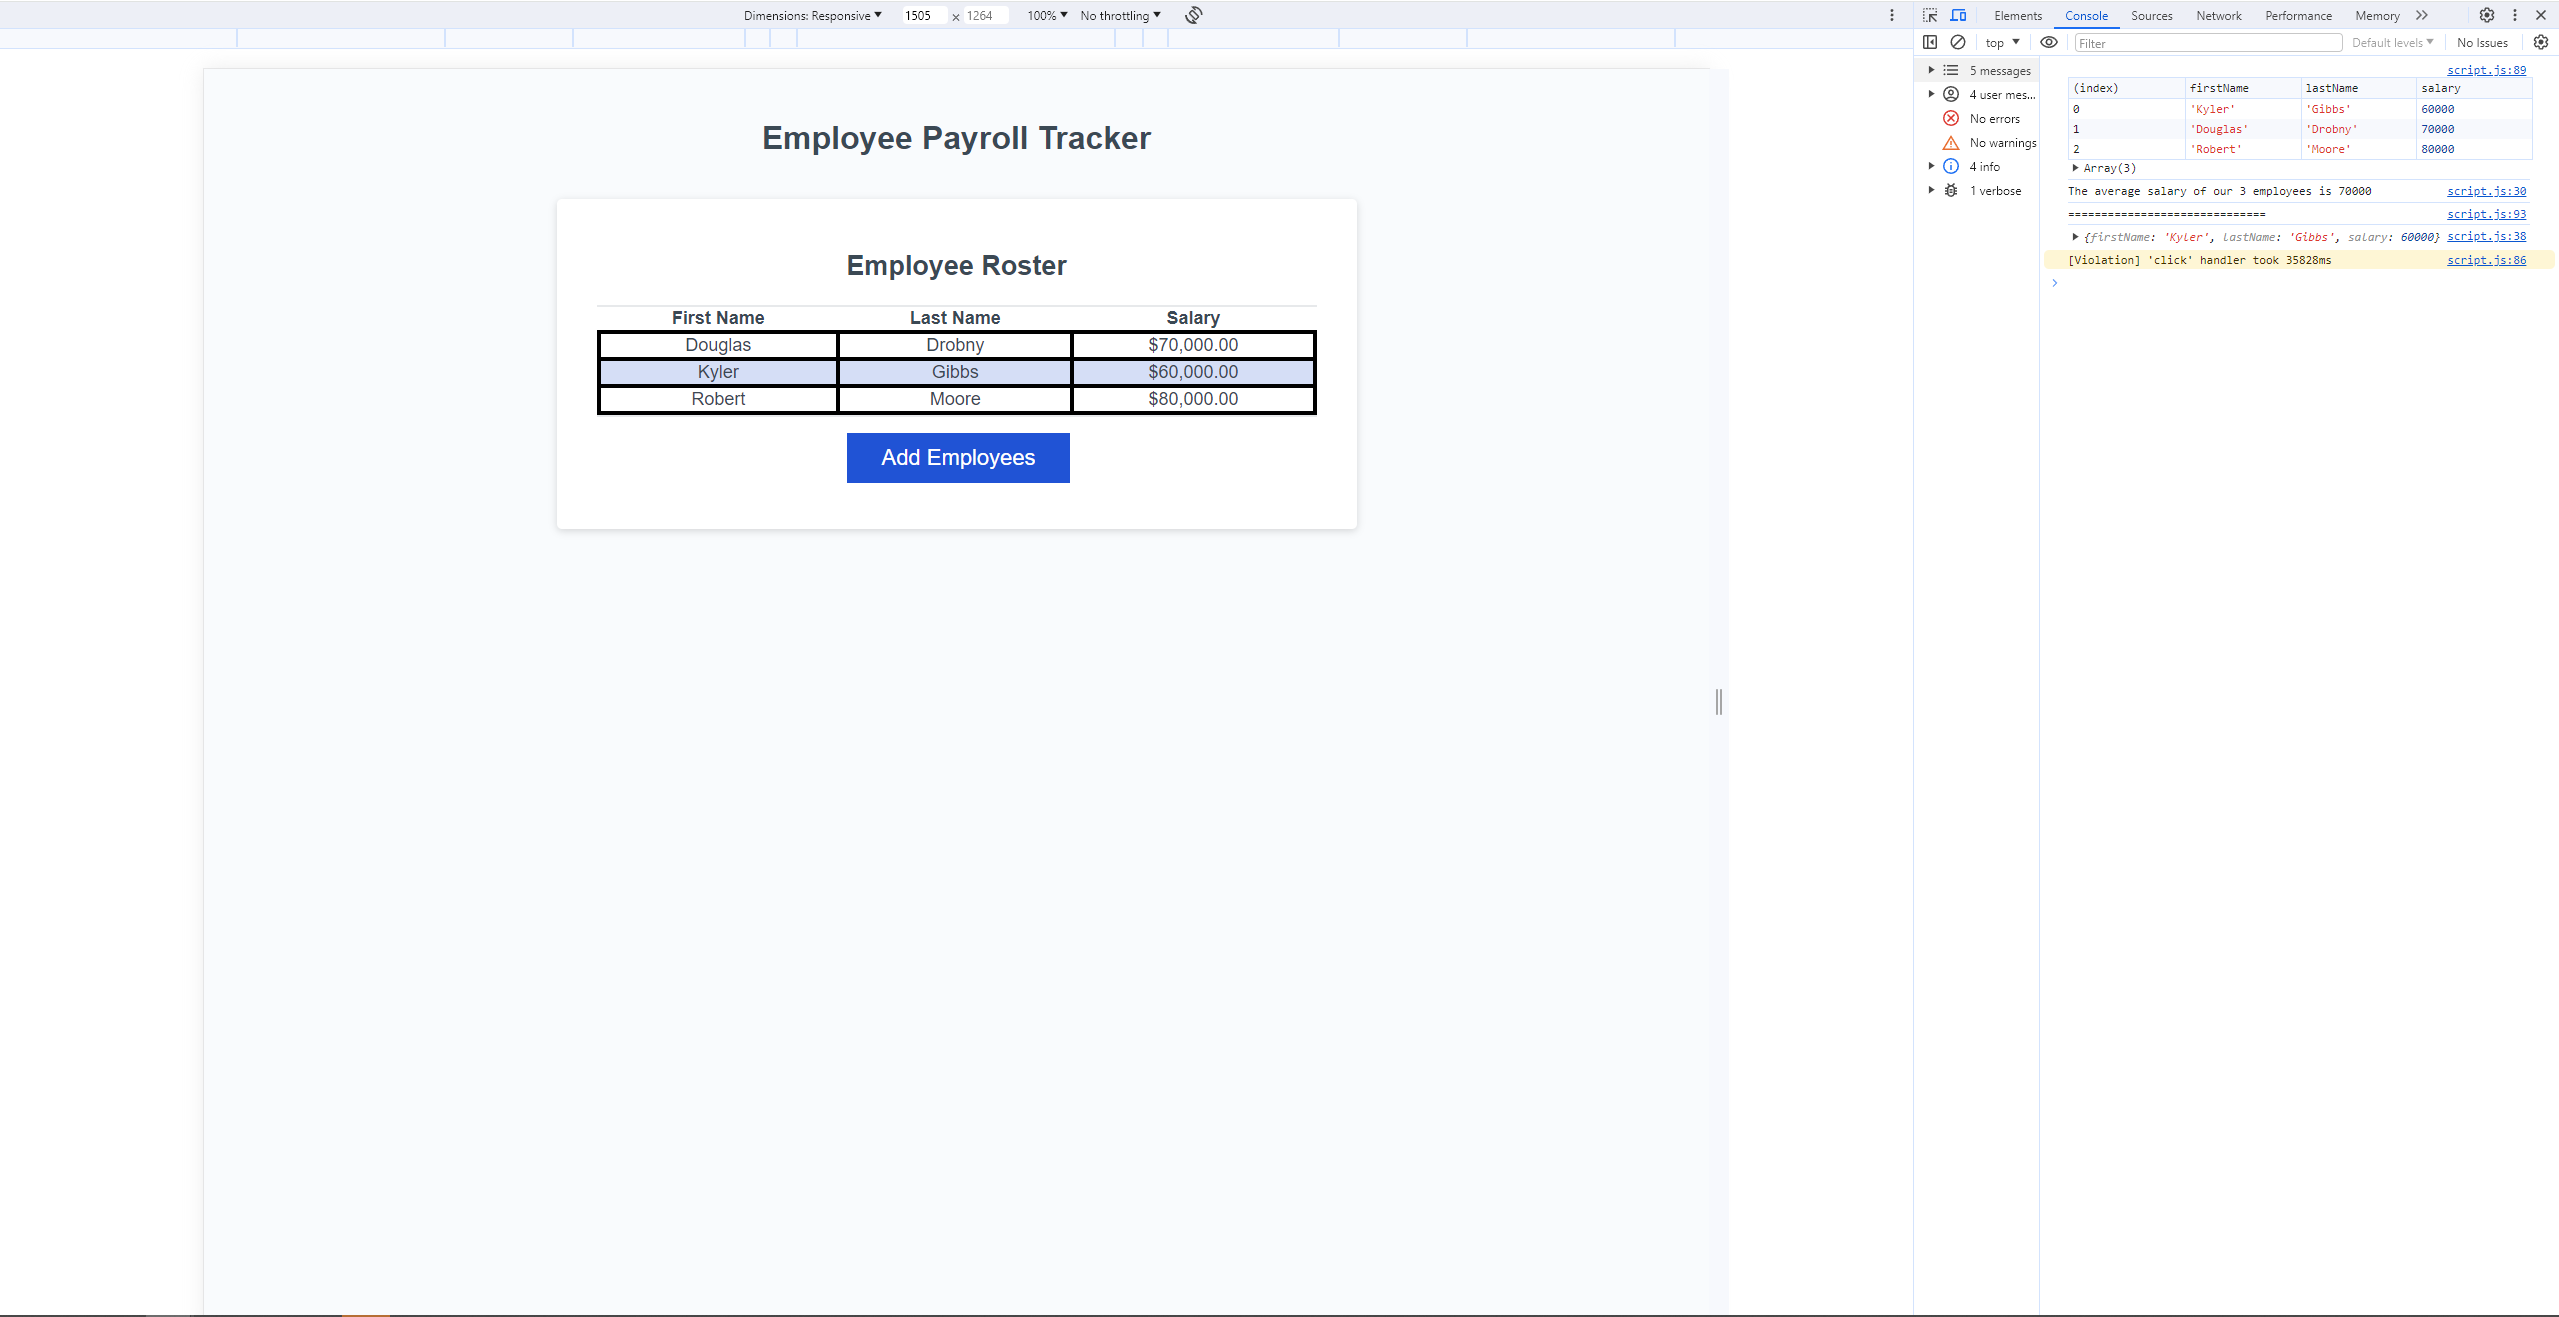 Dimensions: Responsive 1505 × 1264 100% No throttling
Employee Payroll Tracker
Employee Roster
First Name Last Name Salary
Douglas Drobny $70,000.00
Kyler Gibbs $60,000.00
Robert Moore $80,000.00
Add Employees
Elements Console Sources Network Performance Memory
top Filter Default levels No Issues
5 messages
4 user mes...
No errors
No warnings
4 info
1 verbose
script.js:89
(index) firstName lastName salary
0 'Kyler' 'Gibbs' 60000
1 'Douglas' 'Drobny' 70000
2 'Robert' 'Moore' 80000
Array(3)
The average salary of our 3 employees is 70000 script.js:30
============================== script.js:93
{firstName: 'Kyler', lastName: 'Gibbs', salary: 60000} script.js:38
[Violation] 'click' handler took 35828ms script.js:86